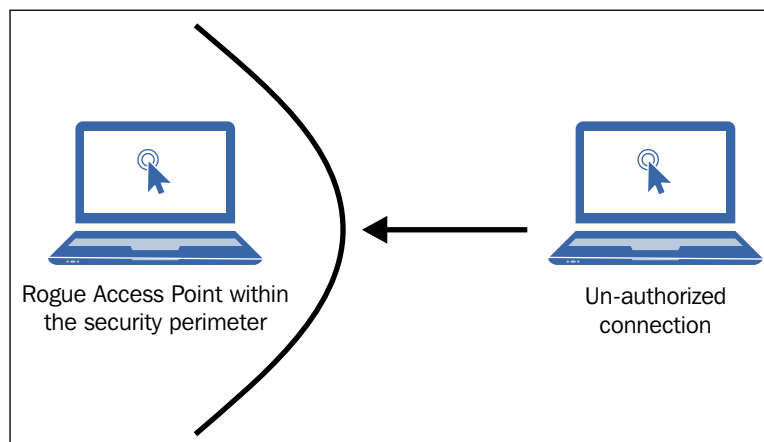 Rogue Access Point within
the security perimeter
Un-authorized
connection